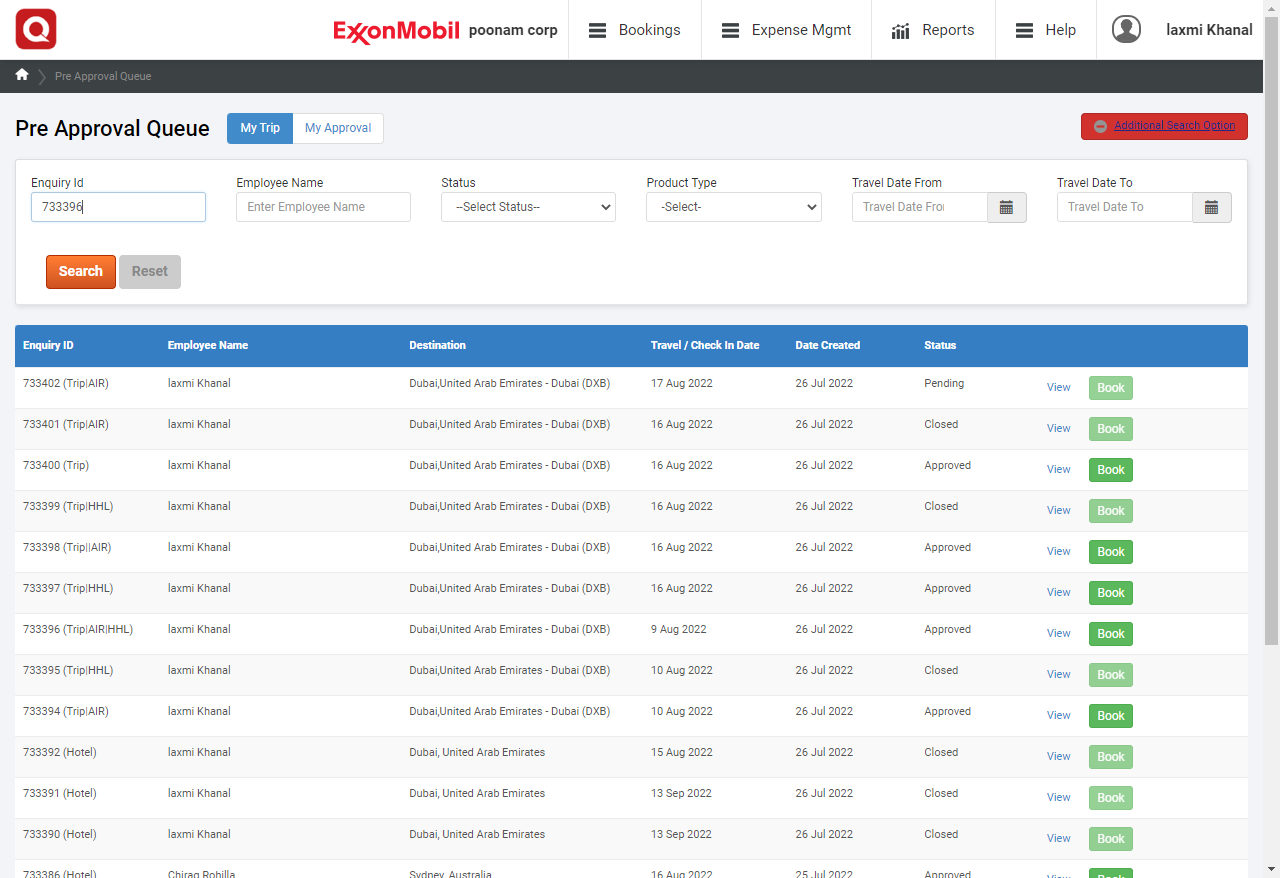 Q
ExxonMobil poonam corp Bookings Expense Mgmt Reports Help laxmi Khanal
Pre Approval Queue
Pre Approval Queue My Trip My Approval Additional Search Option
Enquiry Id Employee Name Status Product Type Travel Date From Travel Date To
733396 Enter Employee Name --Select Status-- -Select- Travel Date Fro Travel Date To
Search Reset
Enquiry ID Employee Name Destination Travel / Check In Date Date Created Status
733402 (Trip|AIR) laxmi Khanal Dubai,United Arab Emirates - Dubai (DXB) 17 Aug 2022 26 Jul 2022 Pending View Book
733401 (Trip|AIR) laxmi Khanal Dubai,United Arab Emirates - Dubai (DXB) 16 Aug 2022 26 Jul 2022 Closed View Book
733400 (Trip) laxmi Khanal Dubai,United Arab Emirates - Dubai (DXB) 16 Aug 2022 26 Jul 2022 Approved View Book
733399 (Trip|HHL) laxmi Khanal Dubai,United Arab Emirates - Dubai (DXB) 16 Aug 2022 26 Jul 2022 Closed View Book
733398 (Trip||AIR) laxmi Khanal Dubai,United Arab Emirates - Dubai (DXB) 16 Aug 2022 26 Jul 2022 Approved View Book
733397 (Trip|HHL) laxmi Khanal Dubai,United Arab Emirates - Dubai (DXB) 16 Aug 2022 26 Jul 2022 Approved View Book
733396 (Trip|AIR|HHL) laxmi Khanal Dubai,United Arab Emirates - Dubai (DXB) 9 Aug 2022 26 Jul 2022 Approved View Book
733395 (Trip|HHL) laxmi Khanal Dubai,United Arab Emirates - Dubai (DXB) 10 Aug 2022 26 Jul 2022 Closed View Book
733394 (Trip|AIR) laxmi Khanal Dubai,United Arab Emirates - Dubai (DXB) 10 Aug 2022 26 Jul 2022 Approved View Book
733392 (Hotel) laxmi Khanal Dubai, United Arab Emirates 15 Aug 2022 26 Jul 2022 Closed View Book
733391 (Hotel) laxmi Khanal Dubai, United Arab Emirates 13 Sep 2022 26 Jul 2022 Closed View Book
733390 (Hotel) laxmi Khanal Dubai, United Arab Emirates 13 Sep 2022 26 Jul 2022 Closed View Book
733386 (Hotel) Chirag Rohilla Sydney, Australia 16 Aug 2022 25 Jul 2022 Approved View Book